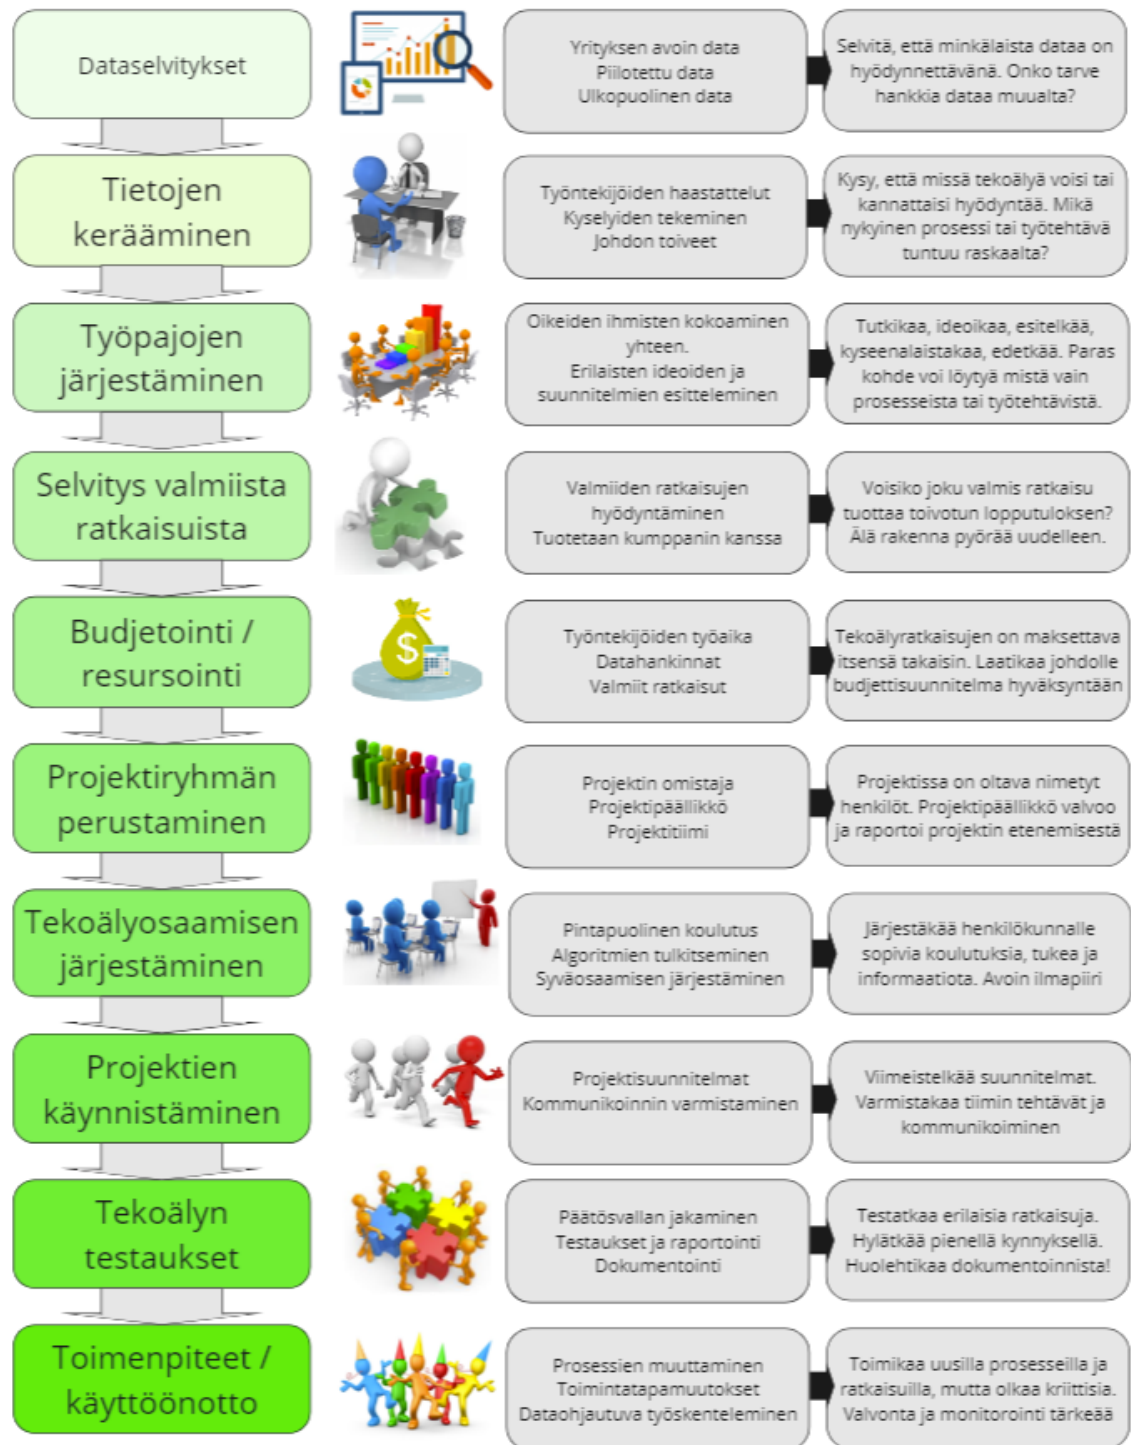 Dataselvitykset
Yrityksen avoin data
Piilotettu data
Ulkopuolinen data
Selvitä, että minkälaista dataa on
hyödynnettävänä. Onko tarve
hankkia dataa muualta?
Tietojen
kerääminen
Työntekijöiden haastattelut
Kyselyiden tekeminen
Johdon toiveet
Kysy, että missä tekoälyä voisi tai
kannattaisi hyödyntää. Mikä
nykyinen prosessi tai työtehtävä
tuntuu raskaalta?
Työpajojen
järjestäminen
Oikeiden ihmisten kokoaminen
yhteen.
Erilaisten ideoiden ja
suunnitelmien esitteleminen
Tutkikaa, ideoikaa, esitelkää,
kyseenalaistakaa, edetkää. Paras
kohde voi löytyä mistä vain
prosesseista tai työtehtävistä.
Selvitys valmiista
ratkaisuista
Valmiiden ratkaisujen
hyödyntäminen
Tuotetaan kumppanin kanssa
Voisiko joku valmis ratkaisu
tuottaa toivotun lopputuloksen?
Älä rakenna pyörää uudelleen.
Budjetointi /
resursointi
$
Työntekijöiden työaika
Datahankinnat
Valmiit ratkaisut
Tekoälyratkaisujen on maksettava
itsensä takaisin. Laatikaa johdolle
budjettisuunnitelma hyväksyntään
Projektiryhmän
perustaminen
Projektin omistaja
Projektipäällikkö
Projektitiimi
Projektissa on oltava nimetyt
henkilöt. Projektipäällikkö valvoo
ja raportoi projektin etenemisestä
Tekoälyosaamisen
järjestäminen
Pintapuolinen koulutus
Algoritmien tulkitseminen
Syväosaamisen järjestäminen
Järjestäkää henkilökunnalle
sopivia koulutuksia, tukea ja
informaatiota. Avoin ilmapiiri
Projektien
käynnistäminen
Projektisuunnitelmat
Kommunikoinnin varmistaminen
Viimeistelkää suunnitelmat.
Varmistakaa tiimin tehtävät ja
kommunikoiminen
Tekoälyn
testaukset
Päätösvallan jakaminen
Testaukset ja raportointi
Dokumentointi
Testatkaa erilaisia ratkaisuja.
Hylätkää pienellä kynnyksellä.
Huolehtikaa dokumentoinnista!
Toimenpiteet /
käyttöönotto
Prosessien muuttaminen
Toimintatapamuutokset
Dataohjautuva työskenteleminen
Toimikaa uusilla prosesseilla ja
ratkaisuilla, mutta olkaa kriittisia.
Valvonta ja monitorointi tärkeää